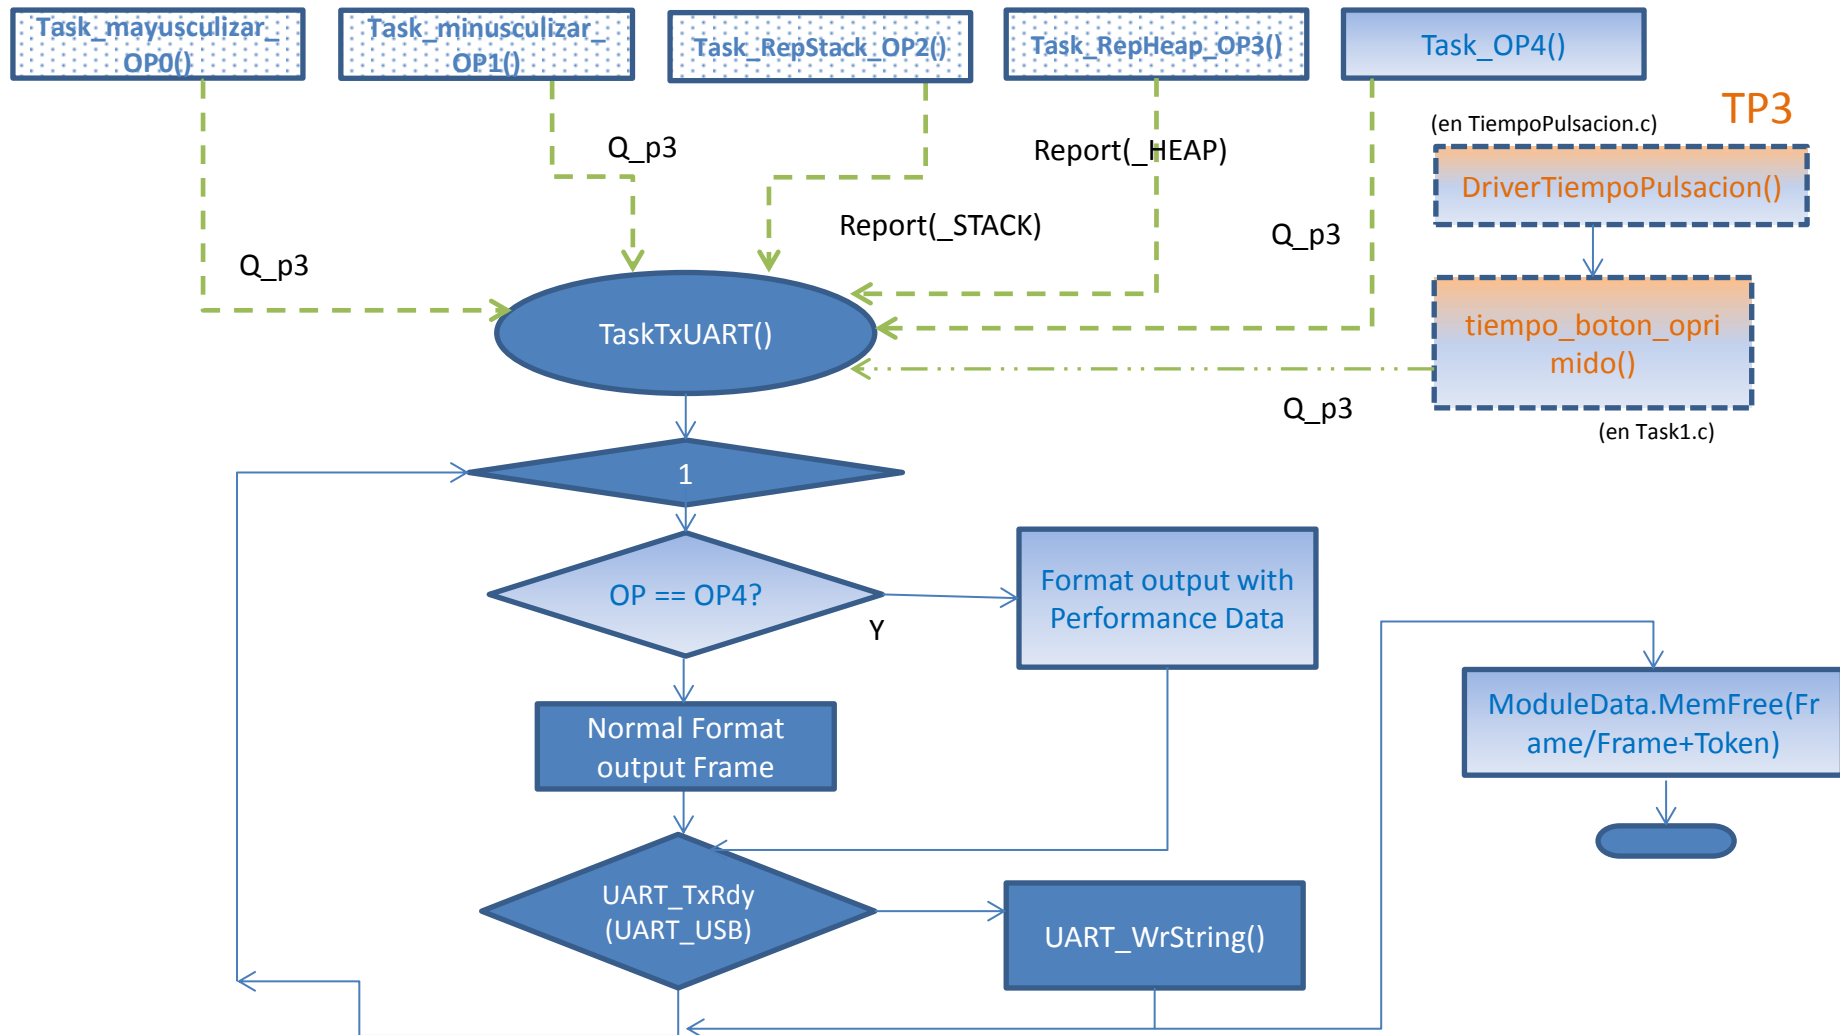 Task_mayusculizar_
OP0()
Task_minusculizar_
OP1()
Task_RepStack_OP2()
Task_RepHeap_OP3()
Task_OP4()
TP3
(en TiempoPulsacion.c)
DriverTiempoPulsacion()
Q_p3
Report(_HEAP)
Report(_STACK)
Q_p3
Q_p3
tiempo_boton_opri
mido()
TaskTxUART()
Q_p3
(en Task1.c)
1
OP == OP4?
Y
Format output with
Performance Data
Normal Format
output Frame
ModuleData.MemFree(Fr
ame/Frame+Token)
UART_TxRdy
(UART_USB)
UART_WrString()